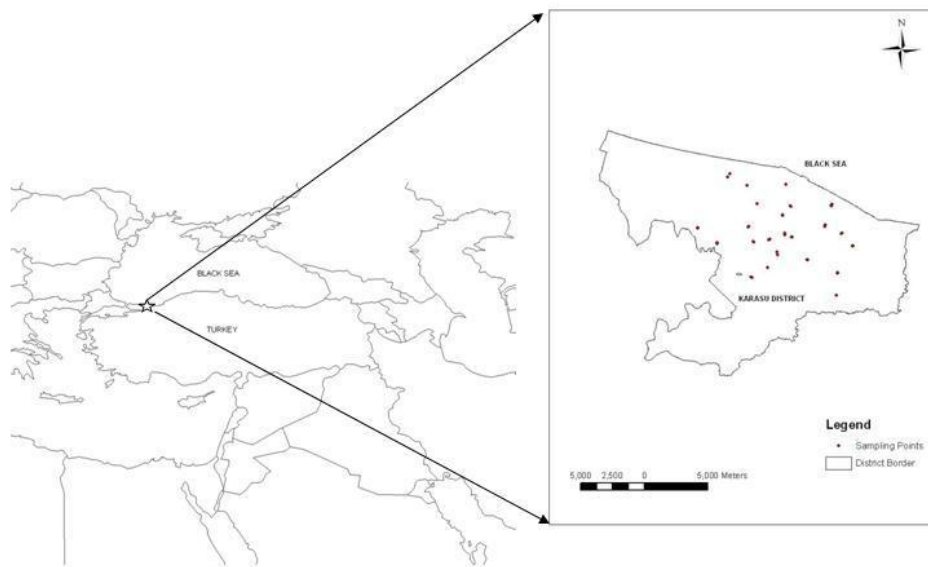 BLACK SEA
TURKEY
N
BLACK SEA
KARASU DISTRICT
Legend
Sampling Points
District Border
5,000 2,500 0 5,000 Meters